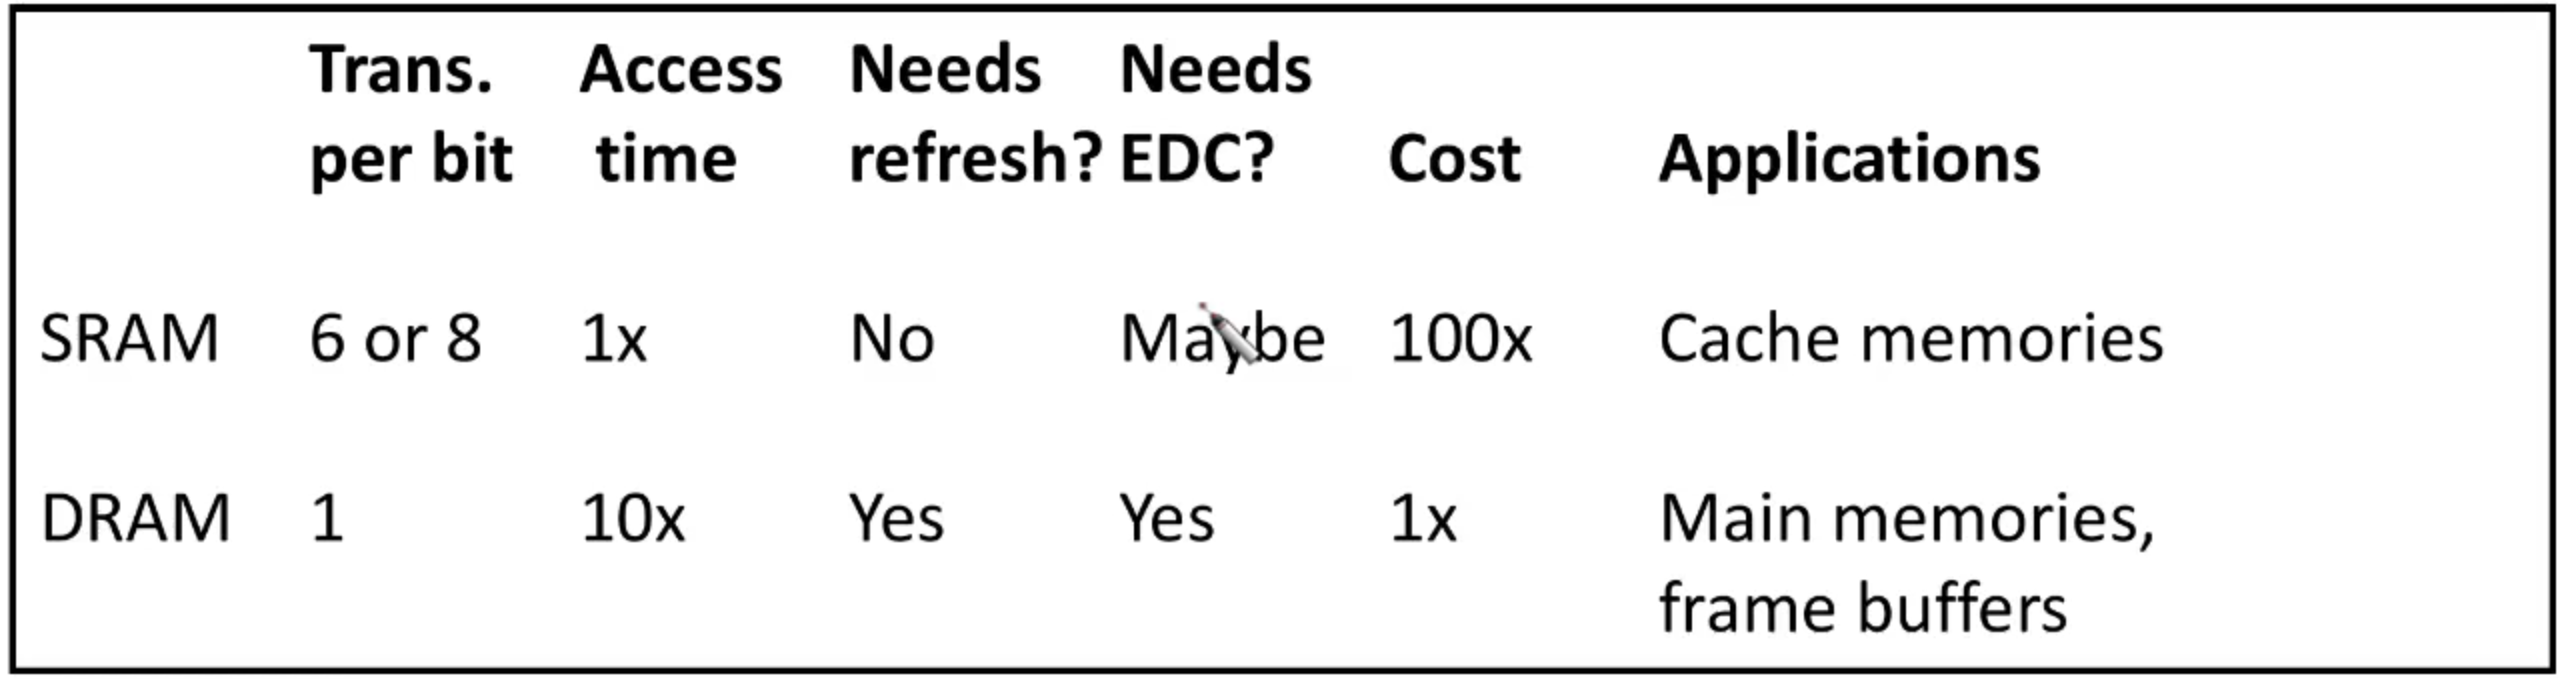 Trans. Access Needs Needs
per bit time refresh? EDC? Cost Applications
SRAM 6 or 8 1x No Maybe 100x Cache memories
DRAM 1 10x Yes Yes 1x Main memories,
frame buffers